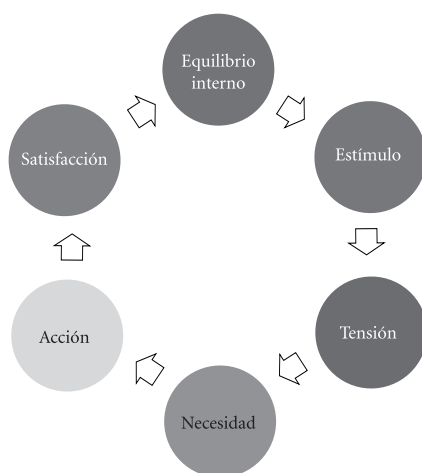 Equilibrio
interno
Estímulo
Tensión
Necesidad
Acción
Satisfacción